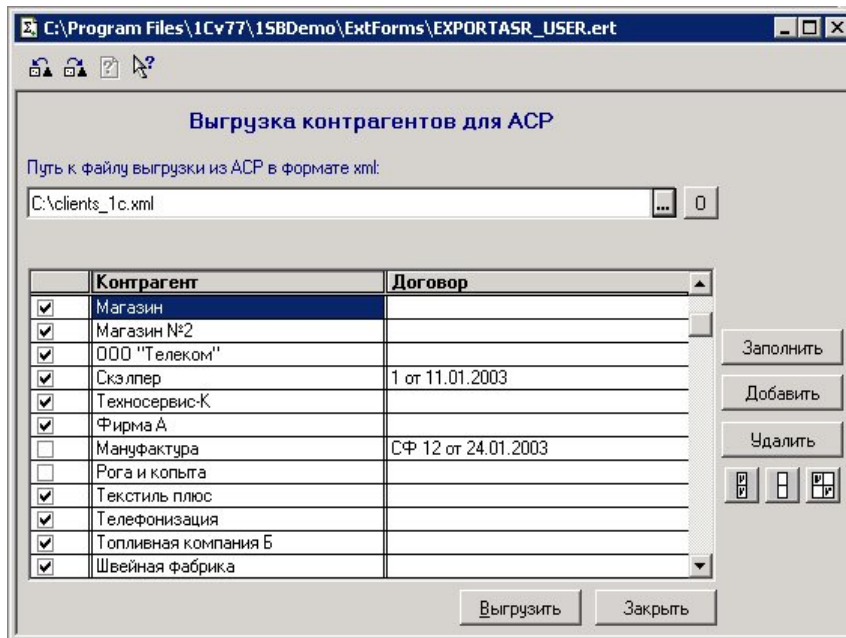 C:\Program Files\1Cv77\1SBDemo\ExtForms\EXPORTASR_USER.ert
Выгрузка контрагентов для АСР
Путь к файлу выгрузки из АСР в формате xml:
C:\clients_1c.xml ... О
Контрагент Договор
Магазин
Магазин №2
ООО "Телеком"
Скэлпер 1 от 11.01.2003
Техносервис-К
Фирма А
Мануфактура СФ 12 от 24.01.2003
Рога и копыта
Текстиль плюс
Телефонизация
Топливная компания Б
Швейная фабрика
Заполнить
Добавить
Удалить
Выгрузить Закрыть